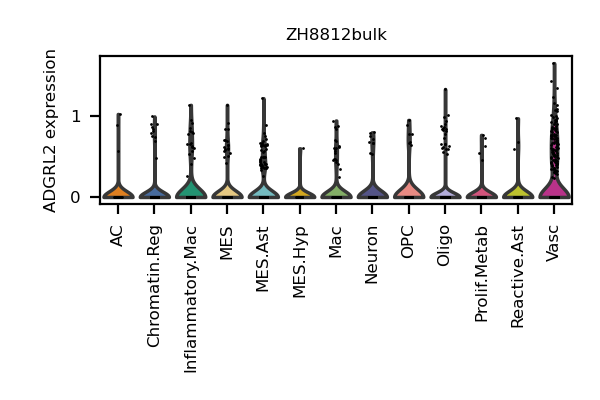 ZH8812bulk
ADGRL2 expression
1
0
AC
Chromatin.Reg
Inflammatory.Mac
MES
MES.Ast
MES.Hyp
Mac
Neuron
OPC
Oligo
Prolif.Metab
Reactive.Ast
Vasc